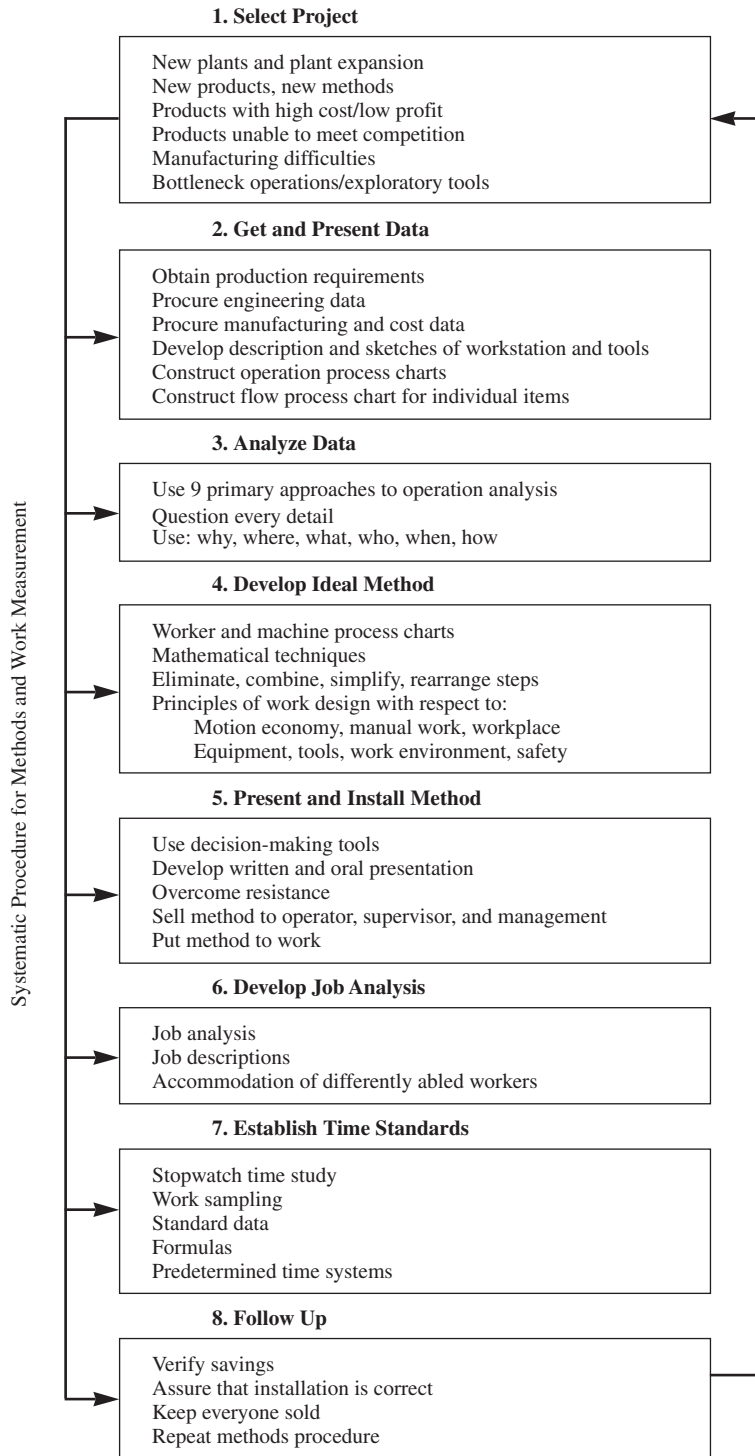 1. Select Project
New plants and plant expansion
New products, new methods
Products with high cost/low profit
Products unable to meet competition
Manufacturing difficulties
Bottleneck operations/exploratory tools
2. Get and Present Data
Obtain production requirements
Procure engineering data
Procure manufacturing and cost data
Develop description and sketches of workstation and tools
Construct operation process charts
Construct flow process chart for individual items
3. Analyze Data
Use 9 primary approaches to operation analysis
Question every detail
Use: why, where, what, who, when, how
4. Develop Ideal Method
Worker and machine process charts
Mathematical techniques
Eliminate, combine, simplify, rearrange steps
Principles of work design with respect to:
Motion economy, manual work, workplace
Equipment, tools, work environment, safety
5. Present and Install Method
Use decision-making tools
Develop written and oral presentation
Overcome resistance
Sell method to operator, supervisor, and management
Put method to work
6. Develop Job Analysis
Job analysis
Job descriptions
Accommodation of differently abled workers
7. Establish Time Standards
Stopwatch time study
Work sampling
Standard data
Formulas
Predetermined time systems
8. Follow Up
Verify savings
Assure that installation is correct
Keep everyone sold
Repeat methods procedure
Systematic Procedure for Methods and Work Measurement